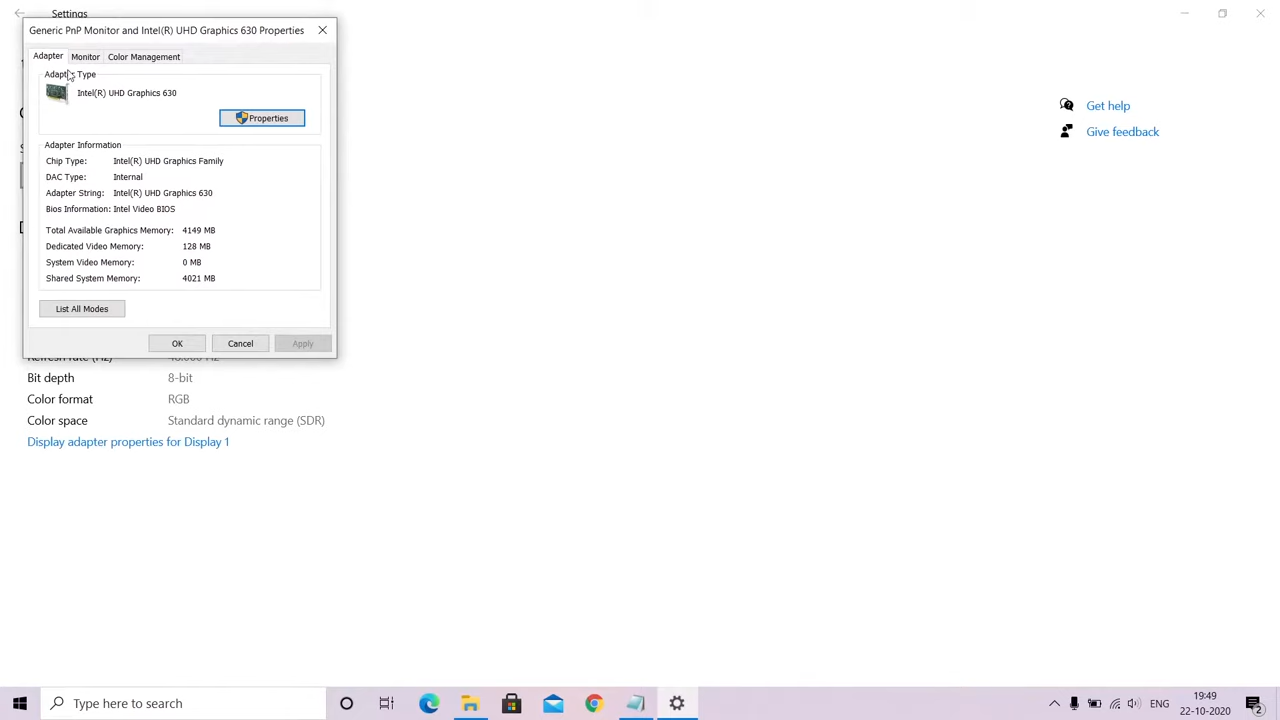 Settings
Generic PnP Monitor and Intel(R) UHD Graphics 630 Properties
Adapter Monitor Color Management
Adapter Type
Intel(R) UHD Graphics 630
Properties
Adapter Information
Chip Type: Intel(R) UHD Graphics Family
DAC Type: Internal
Adapter String: Intel(R) UHD Graphics 630
Bios Information: Intel Video BIOS
Total Available Graphics Memory: 4149 MB
Dedicated Video Memory: 128 MB
System Video Memory: 0 MB
Shared System Memory: 4021 MB
List All Modes
OK Cancel Apply
Refresh rate (Hz)
Bit depth 8-bit
Color format RGB
Color space Standard dynamic range (SDR)
Display adapter properties for Display 1
Get help
Give feedback
Type here to search
ENG
19:49
22-10-2020
2